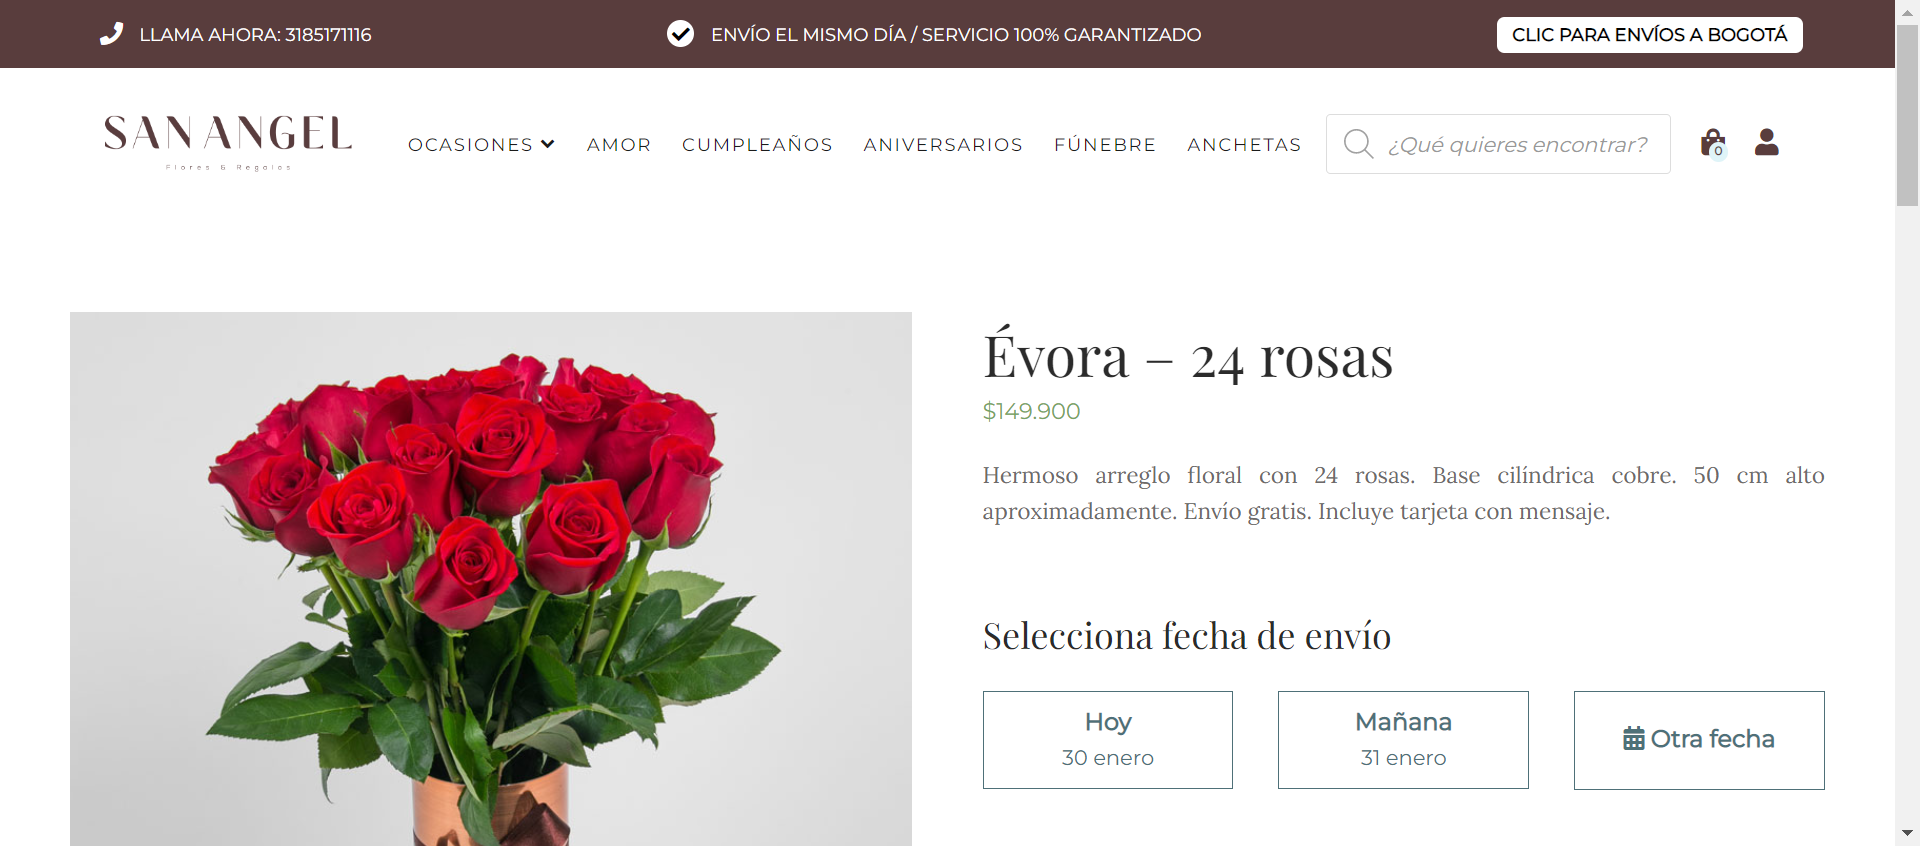 LLAMA AHORA: 3185171116
ENVÍO EL MISMO DÍA / SERVICIO 100% GARANTIZADO
CLIC PARA ENVÍOS A BOGOTÁ
SAN ANGEL
Flores & Regalos
OCASIONES
AMOR
CUMPLEAÑOS
ANIVERSARIOS
FÚNEBRE
ANCHETAS
¿Qué quieres encontrar?
0
Évora – 24 rosas
$149.900
Hermoso arreglo floral con 24 rosas. Base cilíndrica cobre. 50 cm alto
aproximadamente. Envío gratis. Incluye tarjeta con mensaje.
Selecciona fecha de envío
Hoy
30 enero
Mañana
31 enero
Otra fecha